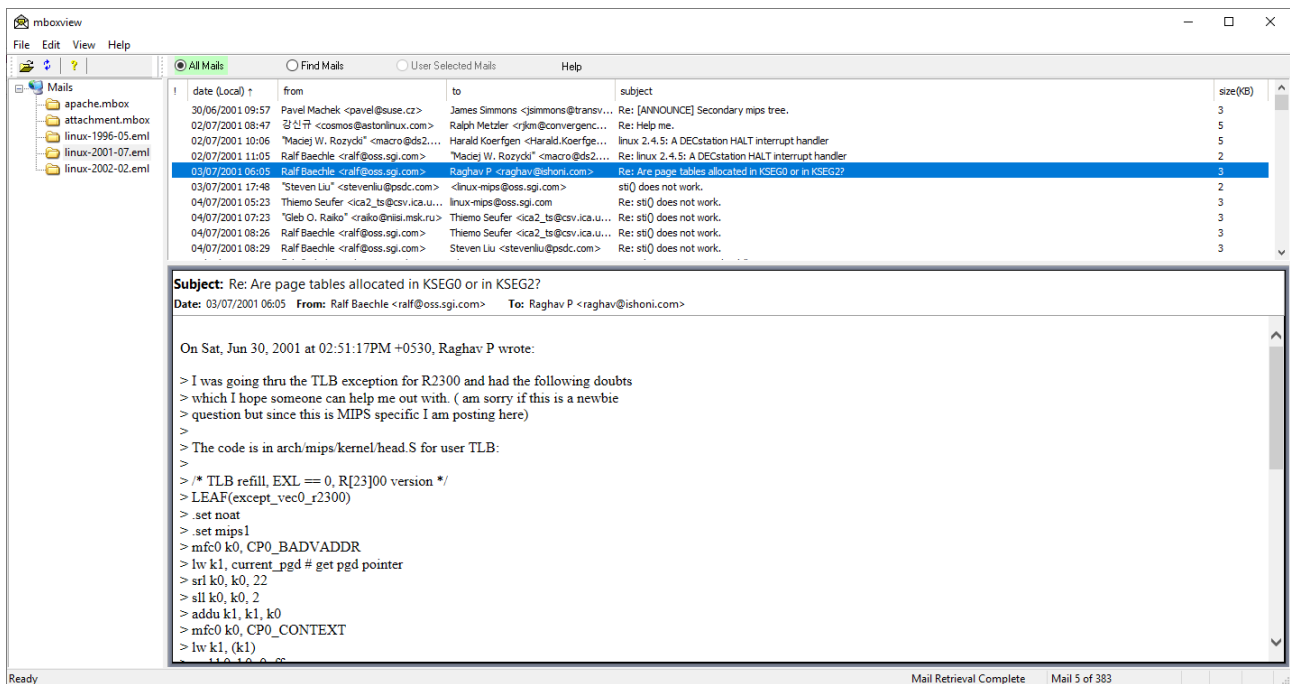 mboxview
File Edit View Help
All Mails Find Mails User Selected Mails Help
Mails
apache.mbox
attachment.mbox
linux-1996-05.eml
linux-2001-07.eml
linux-2002-02.eml
! date (Local) ↑ from to subject size(KB)
30/06/2001 09:57 Pavel Machek <pavel@suse.cz> James Simmons <jsimmons@transv... Re: [ANNOUNCE] Secondary mips tree. 3
02/07/2001 08:47 강신규 <cosmos@astonlinux.com> Ralph Metzler <rjkm@convergenc... Re: Help me. 5
02/07/2001 10:06 "Maciej W. Rozycki" <macro@ds2.... Harald Koerfgen <Harald.Koerfge... linux 2.4.5: A DECstation HALT interrupt handler 5
02/07/2001 11:05 Ralf Baechle <ralf@oss.sgi.com> "Maciej W. Rozycki" <macro@ds2.... Re: linux 2.4.5: A DECstation HALT interrupt handler 2
03/07/2001 06:05 Ralf Baechle <ralf@oss.sgi.com> Raghav P <raghav@ishoni.com> Re: Are page tables allocated in KSEG0 or in KSEG2? 3
03/07/2001 17:48 "Steven Liu" <stevenliu@psdc.com> <linux-mips@oss.sgi.com> sti() does not work. 2
04/07/2001 05:23 Thiemo Seufer <ica2_ts@csv.ica.u... linux-mips@oss.sgi.com Re: sti() does not work. 3
04/07/2001 07:23 "Gleb O. Raiko" <raiko@niisi.msk.ru> Thiemo Seufer <ica2_ts@csv.ica.u... Re: sti() does not work. 3
04/07/2001 08:26 Ralf Baechle <ralf@oss.sgi.com> Thiemo Seufer <ica2_ts@csv.ica.u... Re: sti() does not work. 3
04/07/2001 08:29 Ralf Baechle <ralf@oss.sgi.com> Steven Liu <stevenliu@psdc.com> Re: sti() does not work. 3
Subject: Re: Are page tables allocated in KSEG0 or in KSEG2?
Date: 03/07/2001 06:05 From: Ralf Baechle <ralf@oss.sgi.com> To: Raghav P <raghav@ishoni.com>
On Sat, Jun 30, 2001 at 02:51:17PM +0530, Raghav P wrote:
> I was going thru the TLB exception for R2300 and had the following doubts
> which I hope someone can help me out with. ( am sorry if this is a newbie
> question but since this is MIPS specific I am posting here)
>
> The code is in arch/mips/kernel/head.S for user TLB:
>
> /* TLB refill, EXL == 0, R[23]00 version */
> LEAF(except_vec0_r2300)
> .set noat
> .set mips1
> mfc0 k0, CP0_BADVADDR
> lw k1, current_pgd # get pgd pointer
> srl k0, k0, 22
> sll k0, k0, 2
> addu k1, k1, k0
> mfc0 k0, CP0_CONTEXT
> lw k1, (k1)
Ready Mail Retrieval Complete Mail 5 of 383